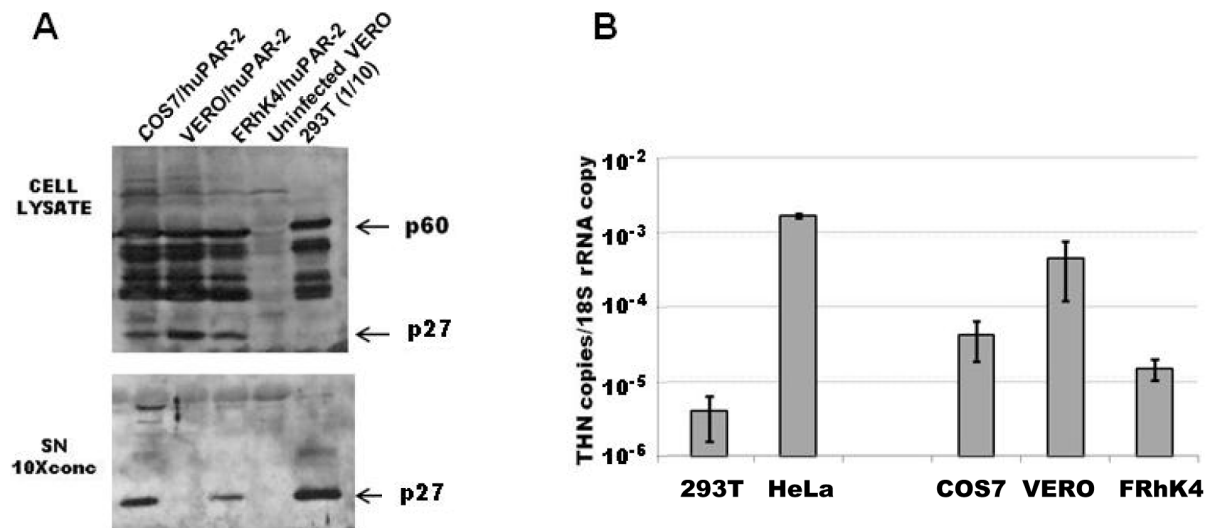 A
COS7/huPAR-2
VERO/huPAR-2
FRhK4/huPAR-2
Uninfected VERO
293T (1/10)
CELL
LYSATE
p60
p27
SN
10Xconc
p27
B
THN copies/18S rRNA copy
10-2
10-3
10-4
10-5
10-6
293T HeLa COS7 VERO FRhK4